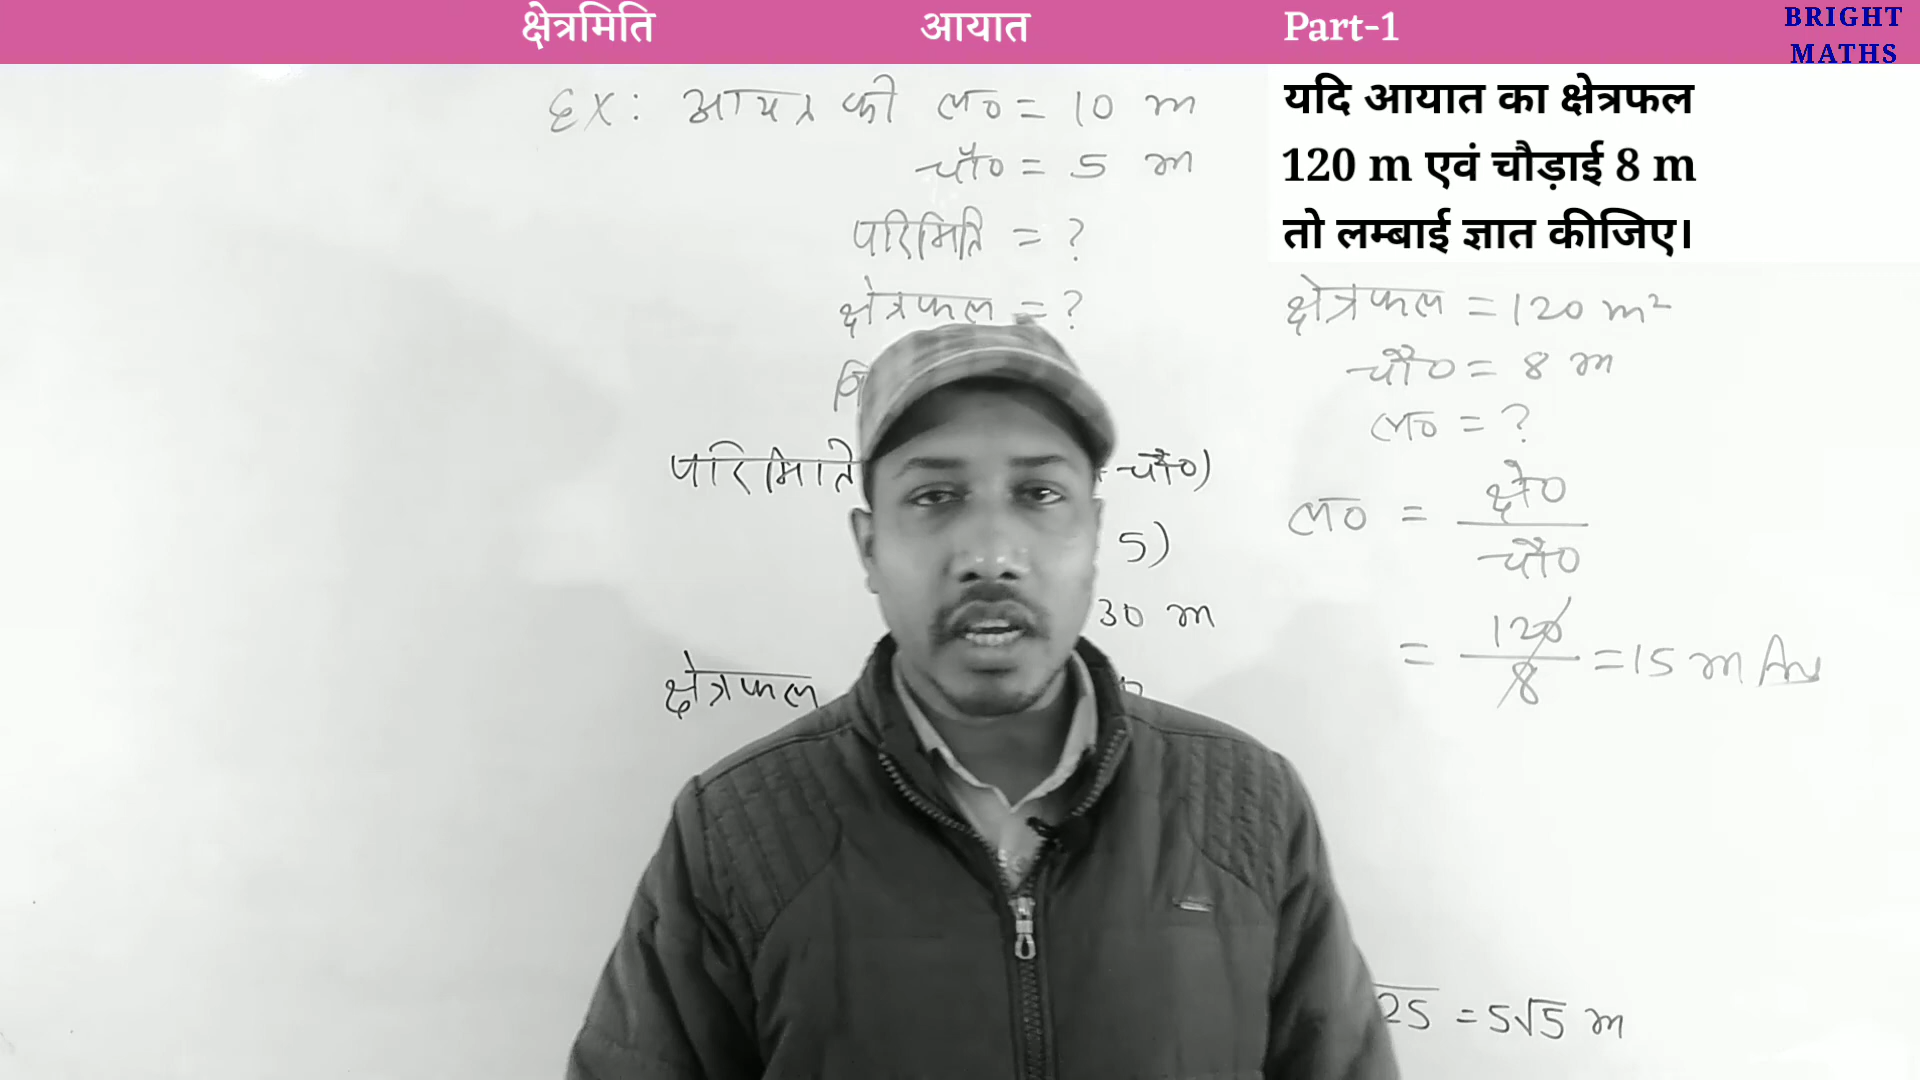 क्षेत्रमिति आयात Part-1
BRIGHT
MATHS
Ex: आयत की ल० = 10 m
चौ० = 5 m
परिमिति = ?
क्षेत्रफल = ?
वि
परिमिति
चौ०)
5)
30 m
क्षेत्रफल
यदि आयात का क्षेत्रफल
120 m एवं चौड़ाई 8 m
तो लम्बाई ज्ञात कीजिए।
क्षेत्रफल = 120 m²
चौ० = 8 m
ल० = ?
ल० = क्षे०
चौ०
= 120
8
= 15 m Ans
25 = 5√5 m